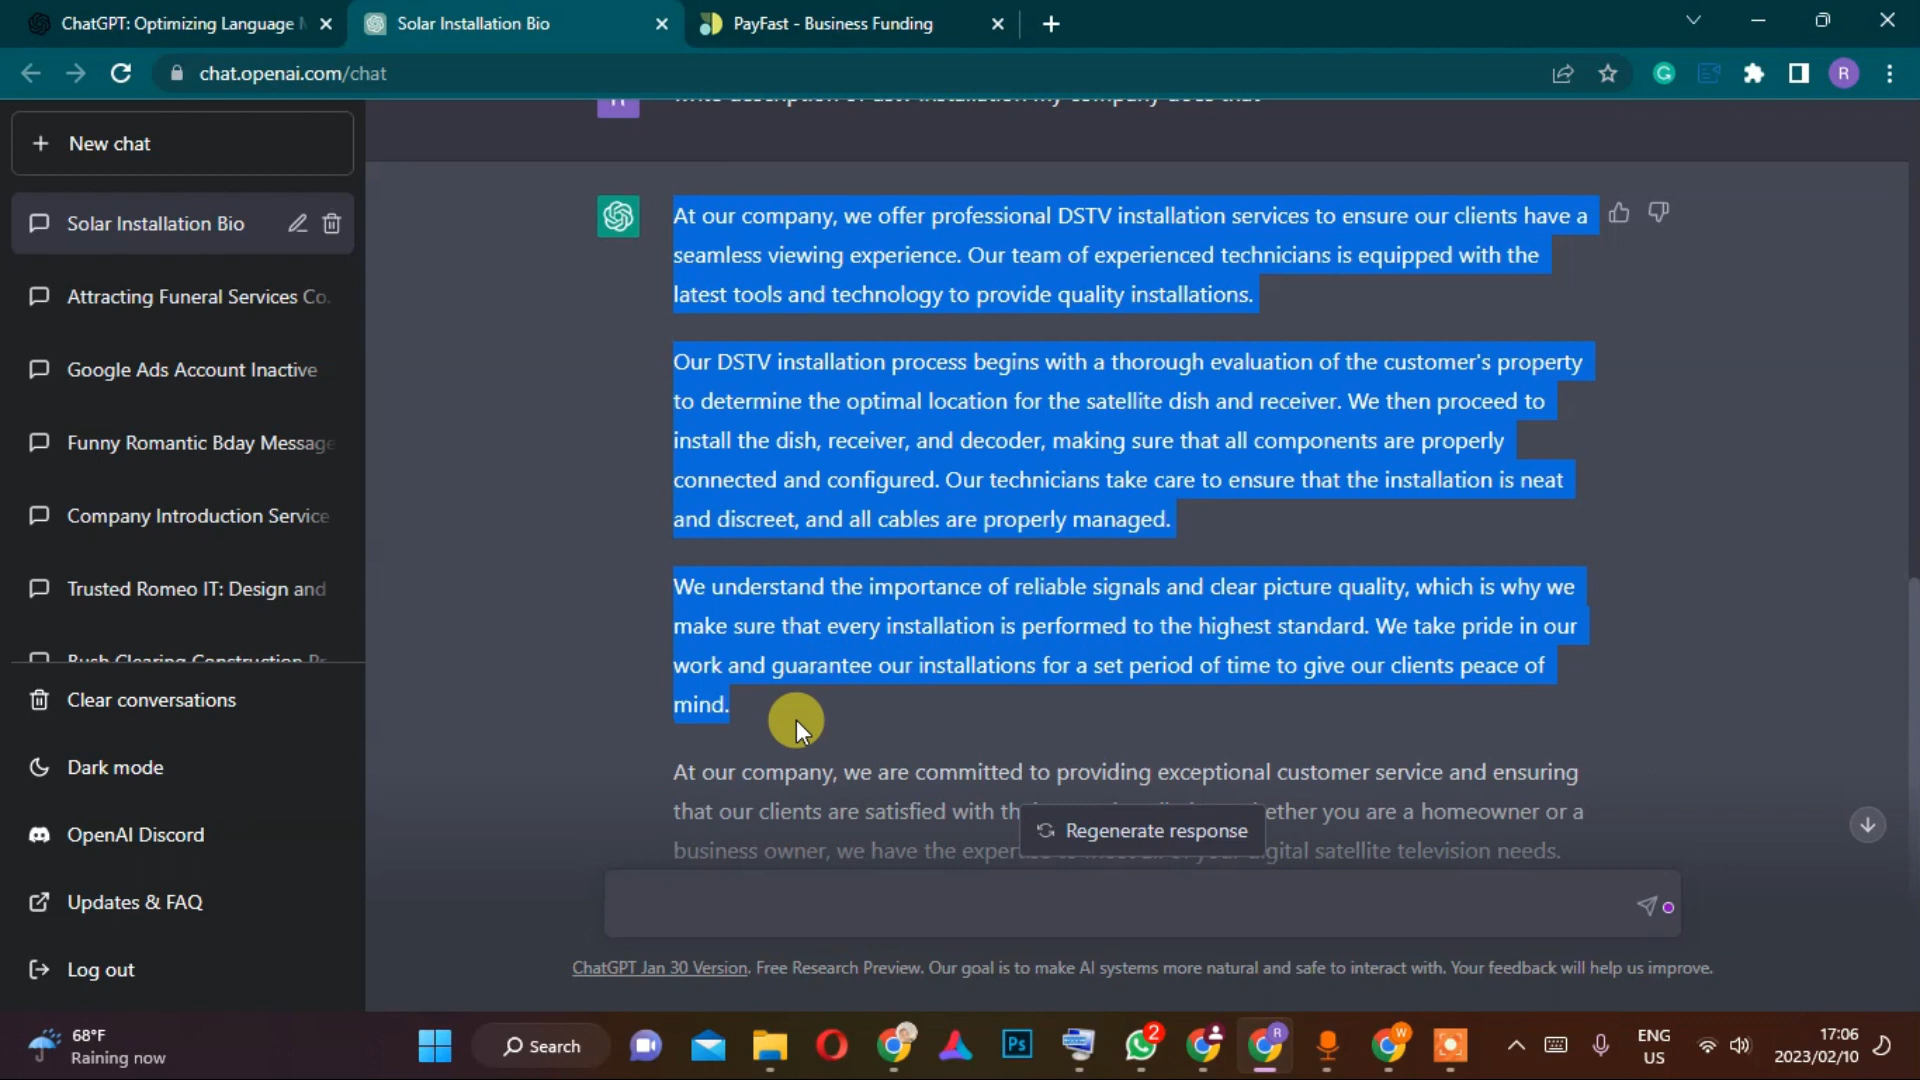 ChatGPT: Optimizing Language
Solar Installation Bio
PayFast - Business Funding
chat.openai.com/chat
R
New chat
Solar Installation Bio
Attracting Funeral Services Co.
Google Ads Account Inactive
Funny Romantic Bday Message
Company Introduction Service
Trusted Romeo IT: Design and
Bush Clearing Construction
Clear conversations
Dark mode
OpenAI Discord
Updates & FAQ
Log out
At our company, we offer professional DSTV installation services to ensure our clients have a
seamless viewing experience. Our team of experienced technicians is equipped with the
latest tools and technology to provide quality installations.
Our DSTV installation process begins with a thorough evaluation of the customer's property
to determine the optimal location for the satellite dish and receiver. We then proceed to
install the dish, receiver, and decoder, making sure that all components are properly
connected and configured. Our technicians take care to ensure that the installation is neat
and discreet, and all cables are properly managed.
We understand the importance of reliable signals and clear picture quality, which is why we
make sure that every installation is performed to the highest standard. We take pride in our
work and guarantee our installations for a set period of time to give our clients peace of
mind.
At our company, we are committed to providing exceptional customer service and ensuring
that our clients are satisfied with
a homeowner or a
business owner, we have the
digital satellite television needs.
Regenerate response
ChatGPT Jan 30 Version. Free Research Preview. Our goal is to make AI systems more natural and safe to interact with. Your feedback will help us improve.
68°F
Raining now
Search
Ps
2
R
W
ENG
US
17:06
2023/02/10